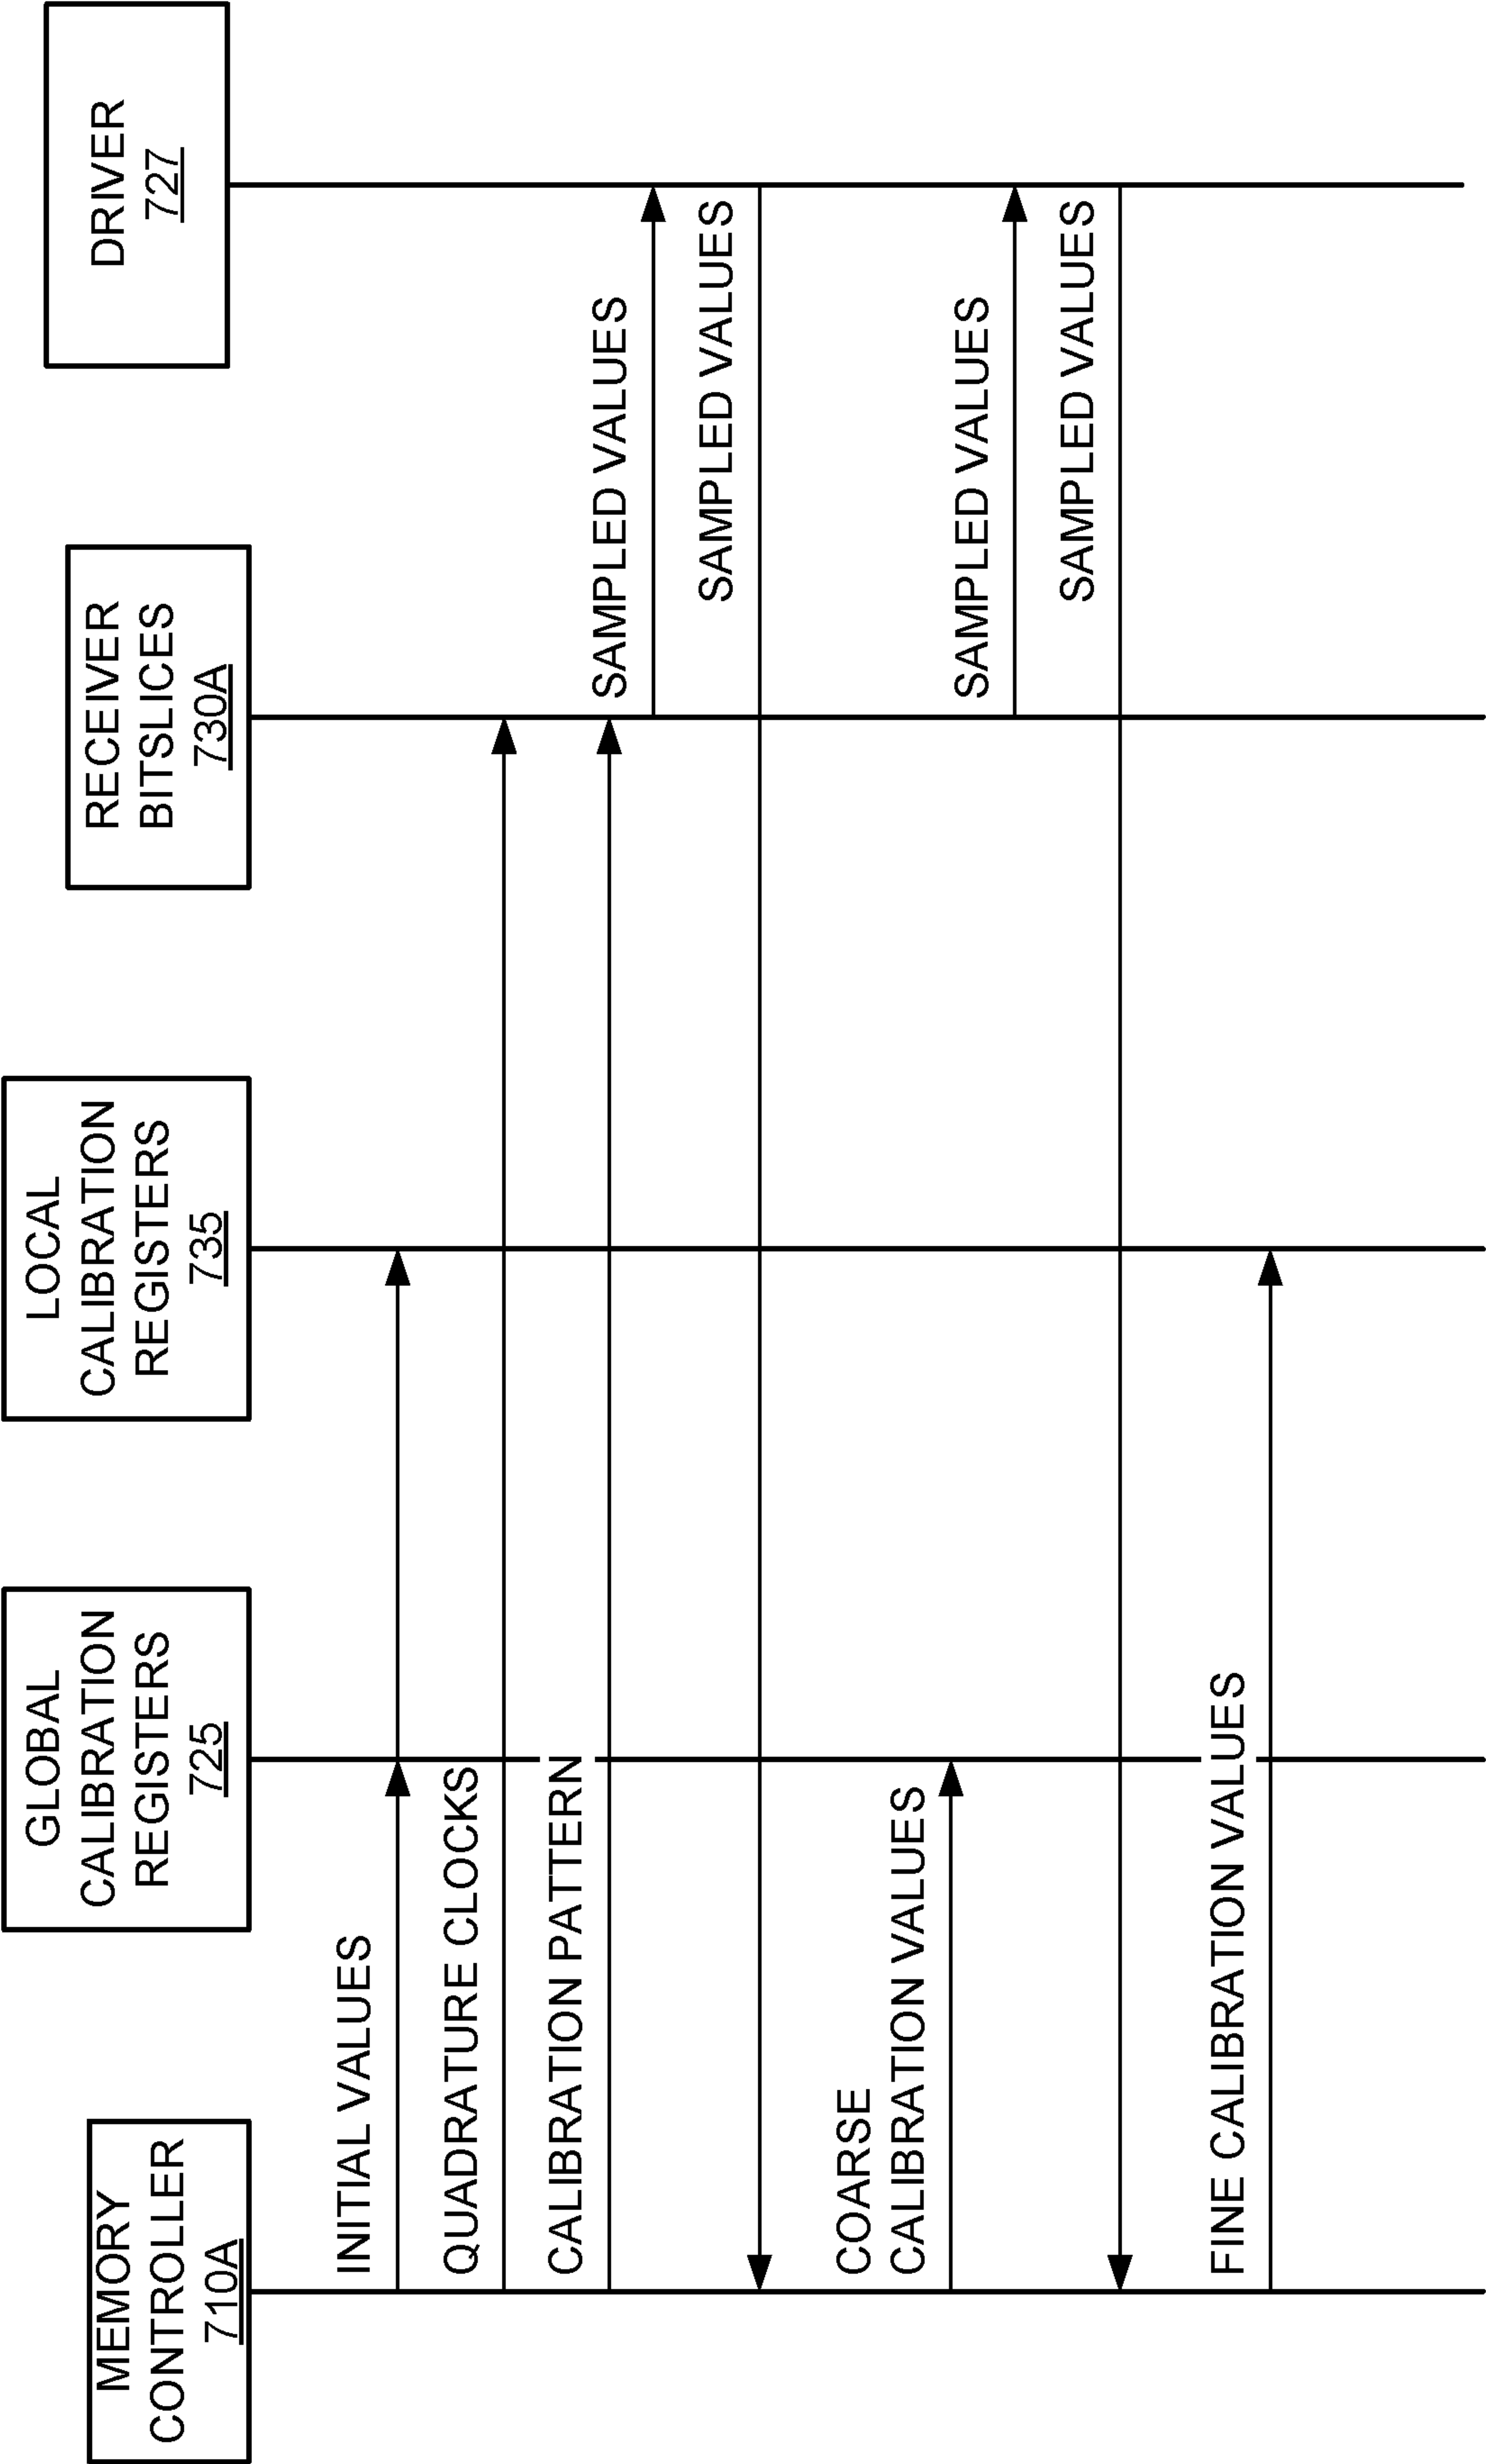 MEMORY
CONTROLLER
710A
GLOBAL
CALIBRATION
REGISTERS
725
LOCAL
CALIBRATION
REGISTERS
735
RECEIVER
BITSLICES
730A
DRIVER
727
INITIAL VALUES
QUADRATURE CLOCKS
CALIBRATION PATTERN
SAMPLED VALUES
SAMPLED VALUES
COARSE
CALIBRATION VALUES
SAMPLED VALUES
SAMPLED VALUES
FINE CALIBRATION VALUES